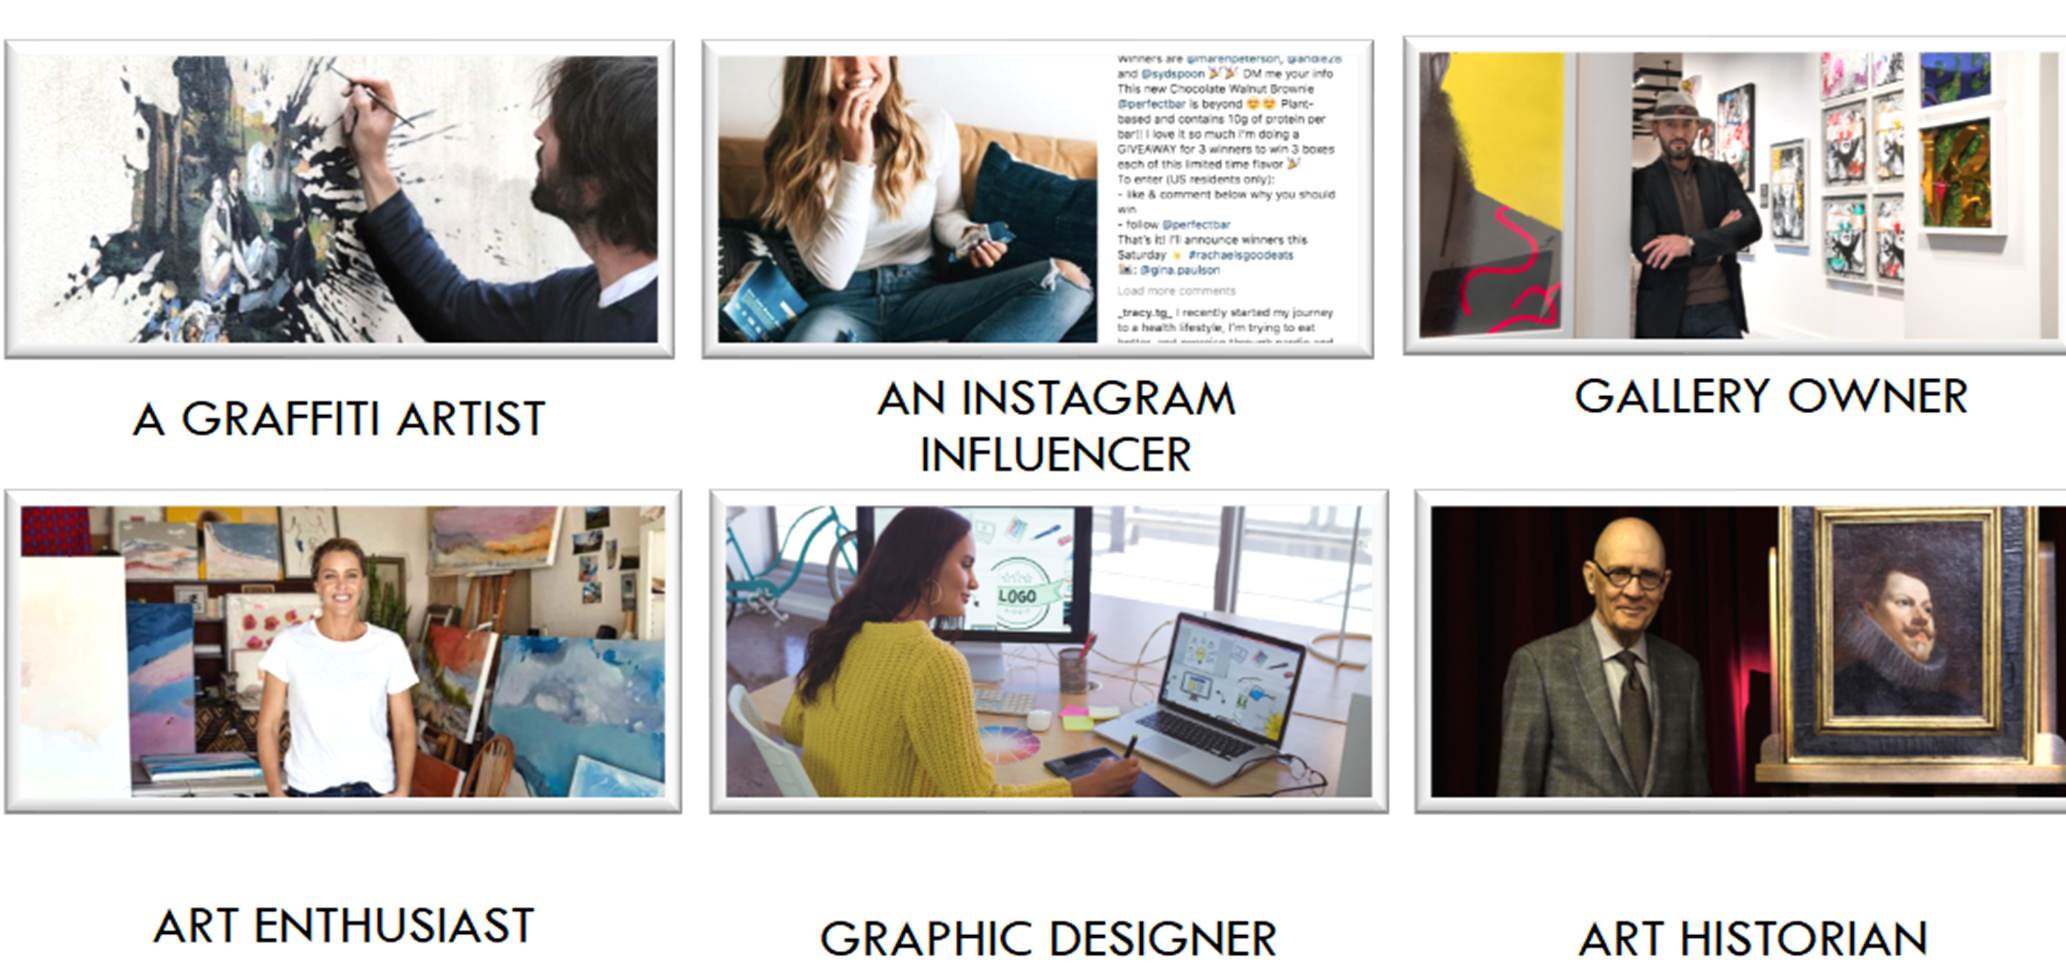 Winners are @marenpeterson, @andie28
and @sydspoon 🎉🎉 DM me your info
This new Chocolate Walnut Brownie
@perfectbar is beyond 😍😍 Plant-
based and contains 10g of protein per
bar!! I love it so much I'm doing a
GIVEAWAY for 3 winners to win 3 boxes
each of this limited time flavor 🎉
To enter (US residents only):
- like & comment below why you should
win
- follow @perfectbar
That's it! I'll announce winners this
Saturday ☀️ #rachaelsgoodeats
📸: @gina.paulson
Load more comments
_tracy.tg_ I recently started my journey
to a health lifestyle, I'm trying to eat
A GRAFFITI ARTIST
AN INSTAGRAM
INFLUENCER
GALLERY OWNER
LOGO
ART ENTHUSIAST
GRAPHIC DESIGNER
ART HISTORIAN